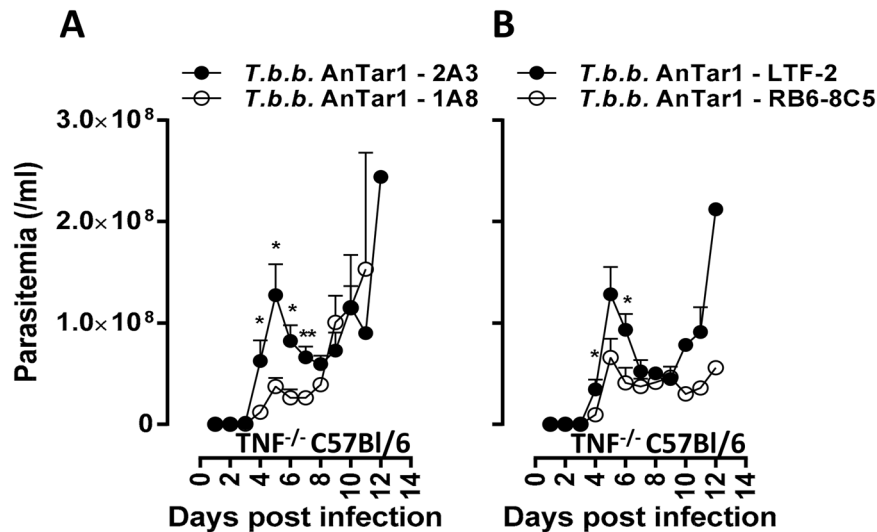 A
T.b.b. AnTar1 - 2A3
T.b.b. AnTar1 - 1A8
Parasitemia (/ml)
3.0×10⁸
2.0×10⁸
1.0×10⁸
0
*
*
*
**
TNF⁻/⁻ C57Bl/6
0 2 4 6 8 10 12 14
Days post infection
B
T.b.b. AnTar1 - LTF-2
T.b.b. AnTar1 - RB6-8C5
*
*
TNF⁻/⁻ C57Bl/6
0 2 4 6 8 10 12 14
Days post infection